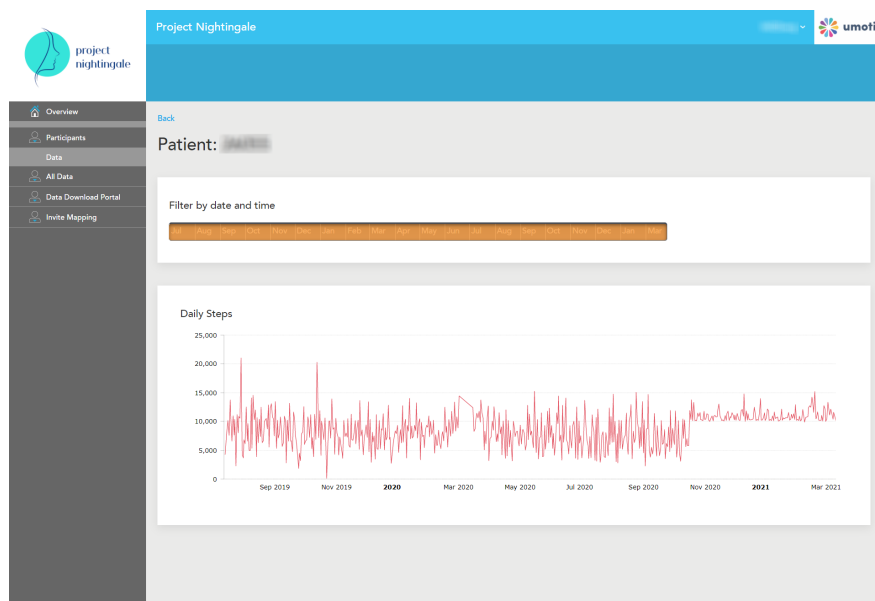 project
nightingale
Project Nightingale
umoti
Overview
Participants
Data
All Data
Data Download Portal
Invite Mapping
Back
Patient:
Filter by date and time
Jul Aug Sep Oct Nov Dec Jan Feb Mar Apr May Jun Jul Aug Sep Oct Nov Dec Jan Mar
Daily Steps
25,000
20,000
15,000
10,000
5,000
0
Sep 2019 Nov 2019 2020 Mar 2020 May 2020 Jul 2020 Sep 2020 Nov 2020 2021 Mar 2021